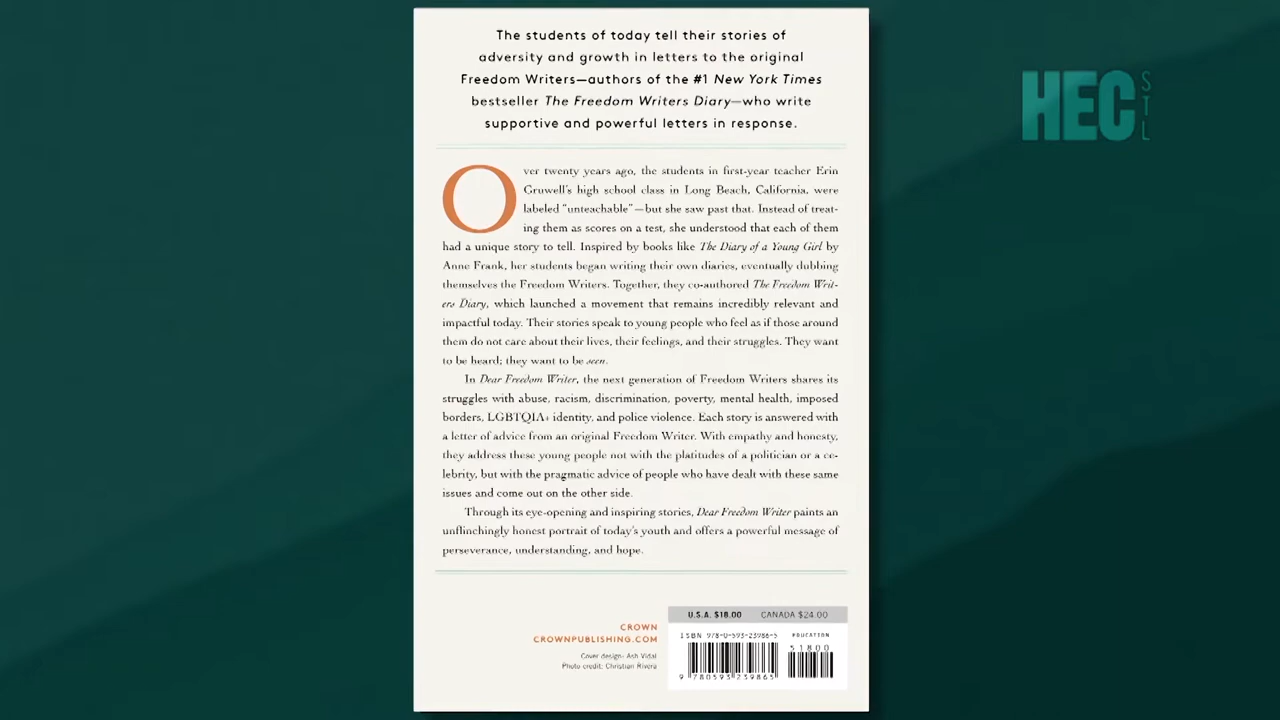 The students of today tell their stories of
adversity and growth in letters to the original
Freedom Writers—authors of the #1 New York Times
bestseller The Freedom Writers Diary—who write
supportive and powerful letters in response.
HEC
STL
Over twenty years ago, the students in first-year teacher Erin
Gruwell's high school class in Long Beach, California, were
labeled "unteachable"—but she saw past that. Instead of treat-
ing them as scores on a test, she understood that each of them
had a unique story to tell. Inspired by books like The Diary of a Young Girl by
Anne Frank, her students began writing their own diaries, eventually dubbing
themselves the Freedom Writers. Together, they co-authored The Freedom Writ-
ers Diary, which launched a movement that remains incredibly relevant and
impactful today. Their stories speak to young people who feel as if those around
them do not care about their lives, their feelings, and their struggles. They want
to be heard; they want to be seen.
In Dear Freedom Writer, the next generation of Freedom Writers shares its
struggles with abuse, racism, discrimination, poverty, mental health, imposed
borders, LGBTQIA+ identity, and police violence. Each story is answered with
a letter of advice from an original Freedom Writer. With empathy and honesty,
they address these young people not with the platitudes of a politician or a ce-
lebrity, but with the pragmatic advice of people who have dealt with these same
issues and come out on the other side.
Through its eye-opening and inspiring stories, Dear Freedom Writer paints an
unflinchingly honest portrait of today's youth and offers a powerful message of
perseverance, understanding, and hope.
CROWN
CROWNPUBLISHING.COM
Cover design- Ash Vidal
Photo credit: Christian Rivera
U.S.A. $18.00 CANADA $24.00
ISBN 978-0-593-23986-5 EDUCATION
51800
9 780593 239865